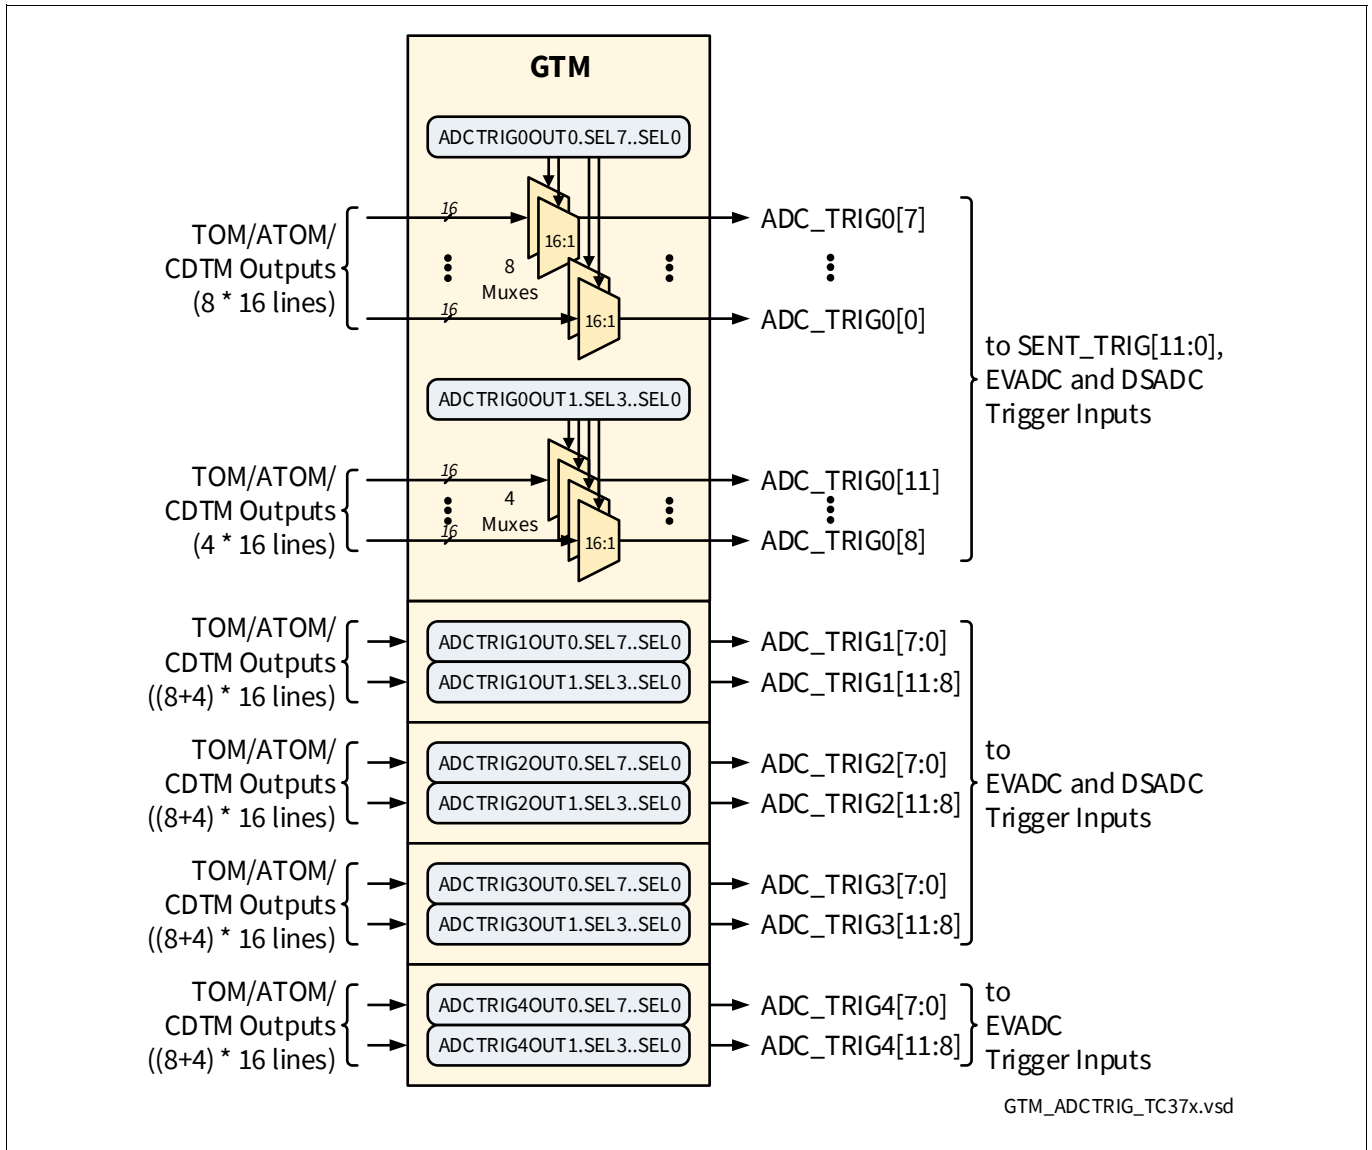 GTM
ADCTRIG0OUT0.SEL7..SEL0
TOM/ATOM/
CDTM Outputs
(8 * 16 lines)
16
16:1
ADC_TRIG0[7]
8
Muxes
16
16:1
ADC_TRIG0[0]
to SENT_TRIG[11:0],
EVADC and DSADC
Trigger Inputs
ADCTRIG0OUT1.SEL3..SEL0
TOM/ATOM/
CDTM Outputs
(4 * 16 lines)
16
ADC_TRIG0[11]
4
Muxes
16
16:1
ADC_TRIG0[8]
TOM/ATOM/
CDTM Outputs
((8+4) * 16 lines)
ADCTRIG1OUT0.SEL7..SEL0
ADCTRIG1OUT1.SEL3..SEL0
ADC_TRIG1[7:0]
ADC_TRIG1[11:8]
TOM/ATOM/
CDTM Outputs
((8+4) * 16 lines)
ADCTRIG2OUT0.SEL7..SEL0
ADCTRIG2OUT1.SEL3..SEL0
ADC_TRIG2[7:0]
ADC_TRIG2[11:8]
to
EVADC and DSADC
Trigger Inputs
TOM/ATOM/
CDTM Outputs
((8+4) * 16 lines)
ADCTRIG3OUT0.SEL7..SEL0
ADCTRIG3OUT1.SEL3..SEL0
ADC_TRIG3[7:0]
ADC_TRIG3[11:8]
TOM/ATOM/
CDTM Outputs
((8+4) * 16 lines)
ADCTRIG4OUT0.SEL7..SEL0
ADCTRIG4OUT1.SEL3..SEL0
ADC_TRIG4[7:0]
ADC_TRIG4[11:8]
to
EVADC
Trigger Inputs
GTM_ADCTRIG_TC37x.vsd